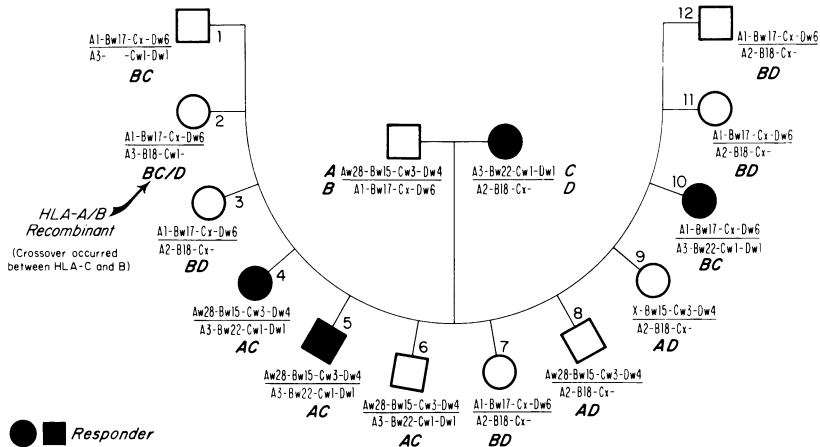 1
A1-Bw17-Cx-Dw6
A3- -Cw1-Dw1
BC
2
A1-Bw17-Cx-Dw6
A3-B18-Cw1-
BC/D
HLA-A/B
Recombinant
(Crossover occurred
between HLA-C and B)
3
A1-Bw17-Cx-Dw6
A2-B18-Cx-
BD
4
Aw28-Bw15-Cw3-Dw4
A3-Bw22-Cw1-Dw1
AC
5
Aw28-Bw15-Cw3-Dw4
A3-Bw22-Cw1-Dw1
AC
6
Aw28-Bw15-Cw3-Dw4
A3-Bw22-Cw1-Dw1
AC
7
A1-Bw17-Cx-Dw6
A2-B18-Cx-
BD
8
Aw28-Bw15-Cw3-Dw4
A2-B18-Cx-
AD
9
X-Bw15-Cw3-Dw4
A2-B18-Cx-
AD
10
A1-Bw17-Cx-Dw6
A3-Bw22-Cw1-Dw1
BC
11
A1-Bw17-Cx-Dw6
A2-B18-Cx-
BD
12
A1-Bw17-Cx-Dw6
A2-B18-Cx-
BD
A Aw28-Bw15-Cw3-Dw4
B A1-Bw17-Cx-Dw6
A3-Bw22-Cw1-Dw1 C
A2-B18-Cx- D
Responder